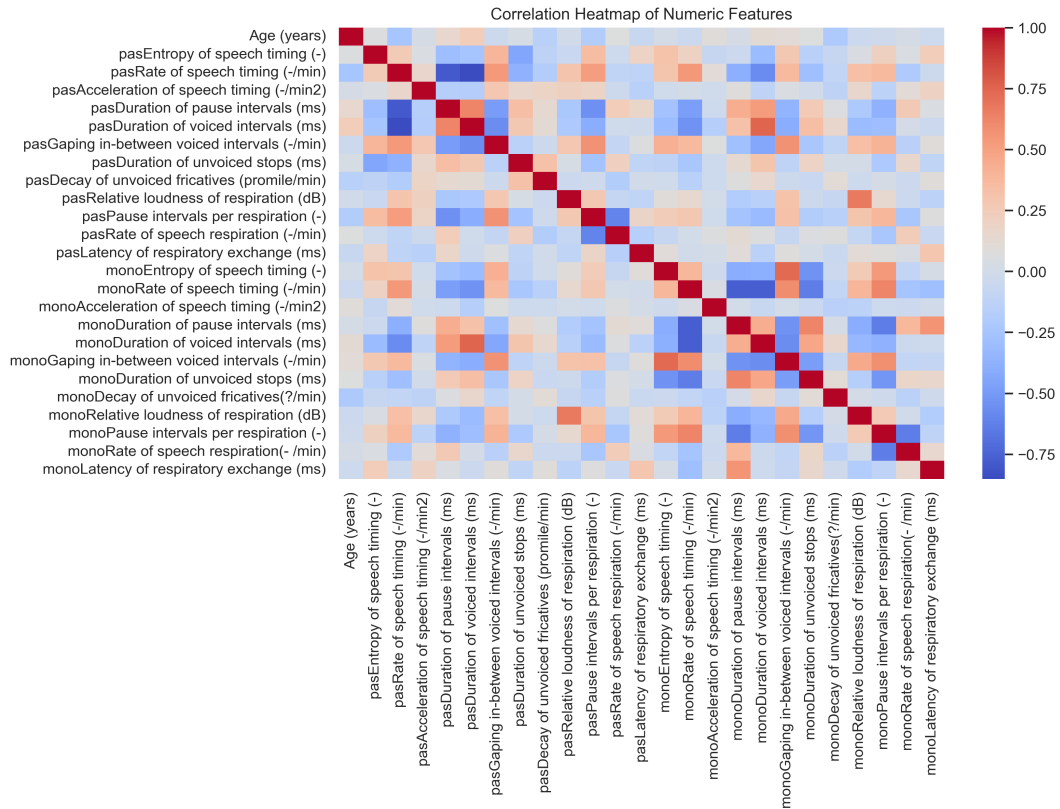 Correlation Heatmap of Numeric Features
Age (years)
pasEntropy of speech timing (-)
pasRate of speech timing (-/min)
pasAcceleration of speech timing (-/min2)
pasDuration of pause intervals (ms)
pasDuration of voiced intervals (ms)
pasGaping in-between voiced intervals (-/min)
pasDuration of unvoiced stops (ms)
pasDecay of unvoiced fricatives (promile/min)
pasRelative loudness of respiration (dB)
pasPause intervals per respiration (-)
pasRate of speech respiration (-/min)
pasLatency of respiratory exchange (ms)
monoEntropy of speech timing (-)
monoRate of speech timing (-/min)
monoAcceleration of speech timing (-/min2)
monoDuration of pause intervals (ms)
monoDuration of voiced intervals (ms)
monoGaping in-between voiced intervals (-/min)
monoDuration of unvoiced stops (ms)
monoDecay of unvoiced fricatives(?/min)
monoRelative loudness of respiration (dB)
monoPause intervals per respiration (-)
monoRate of speech respiration(- /min)
monoLatency of respiratory exchange (ms)
Age (years)
pasEntropy of speech timing (-)
pasRate of speech timing (-/min)
pasAcceleration of speech timing (-/min2)
pasDuration of pause intervals (ms)
pasDuration of voiced intervals (ms)
pasGaping in-between voiced intervals (-/min)
pasDuration of unvoiced stops (ms)
pasDecay of unvoiced fricatives (promile/min)
pasRelative loudness of respiration (dB)
pasPause intervals per respiration (-)
pasRate of speech respiration (-/min)
pasLatency of respiratory exchange (ms)
monoEntropy of speech timing (-)
monoRate of speech timing (-/min)
monoAcceleration of speech timing (-/min2)
monoDuration of pause intervals (ms)
monoDuration of voiced intervals (ms)
monoGaping in-between voiced intervals (-/min)
monoDuration of unvoiced stops (ms)
monoDecay of unvoiced fricatives(?/min)
monoRelative loudness of respiration (dB)
monoPause intervals per respiration (-)
monoRate of speech respiration(- /min)
monoLatency of respiratory exchange (ms)
1.00
0.75
0.50
0.25
0.00
−0.25
−0.50
−0.75